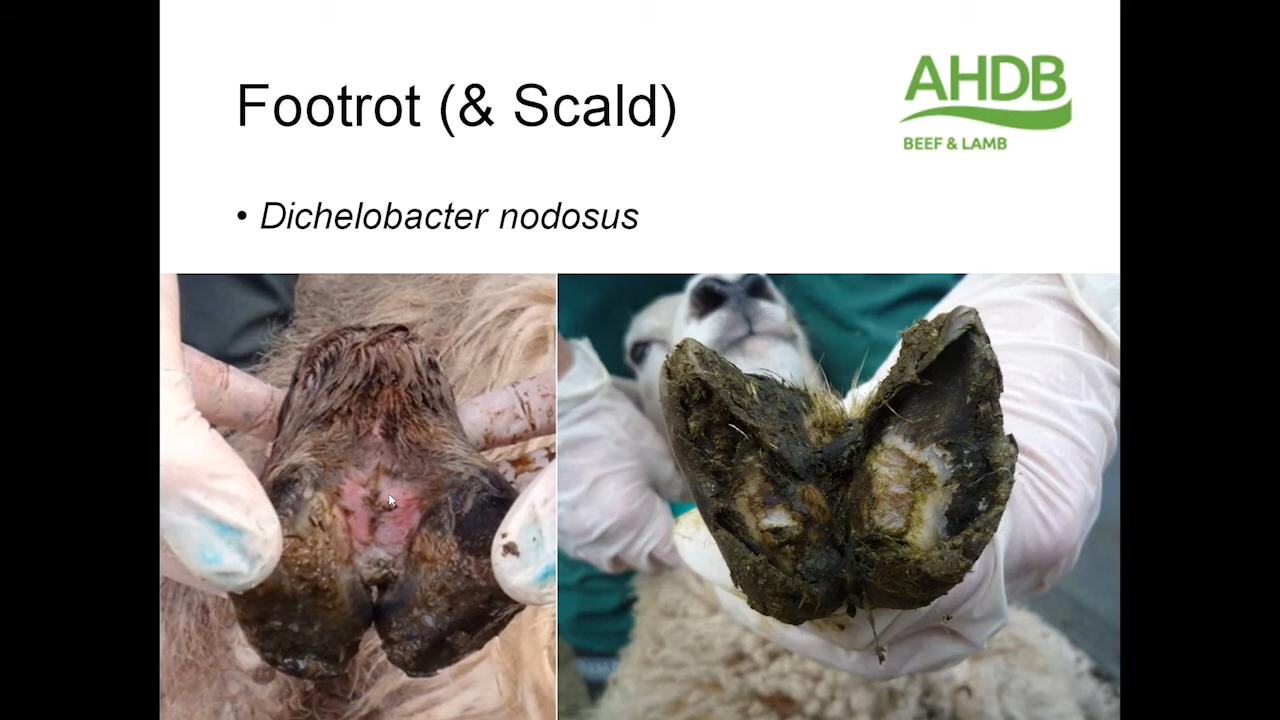 Footrot (& Scald)
AHDB
BEEF & LAMB
• Dichelobacter nodosus